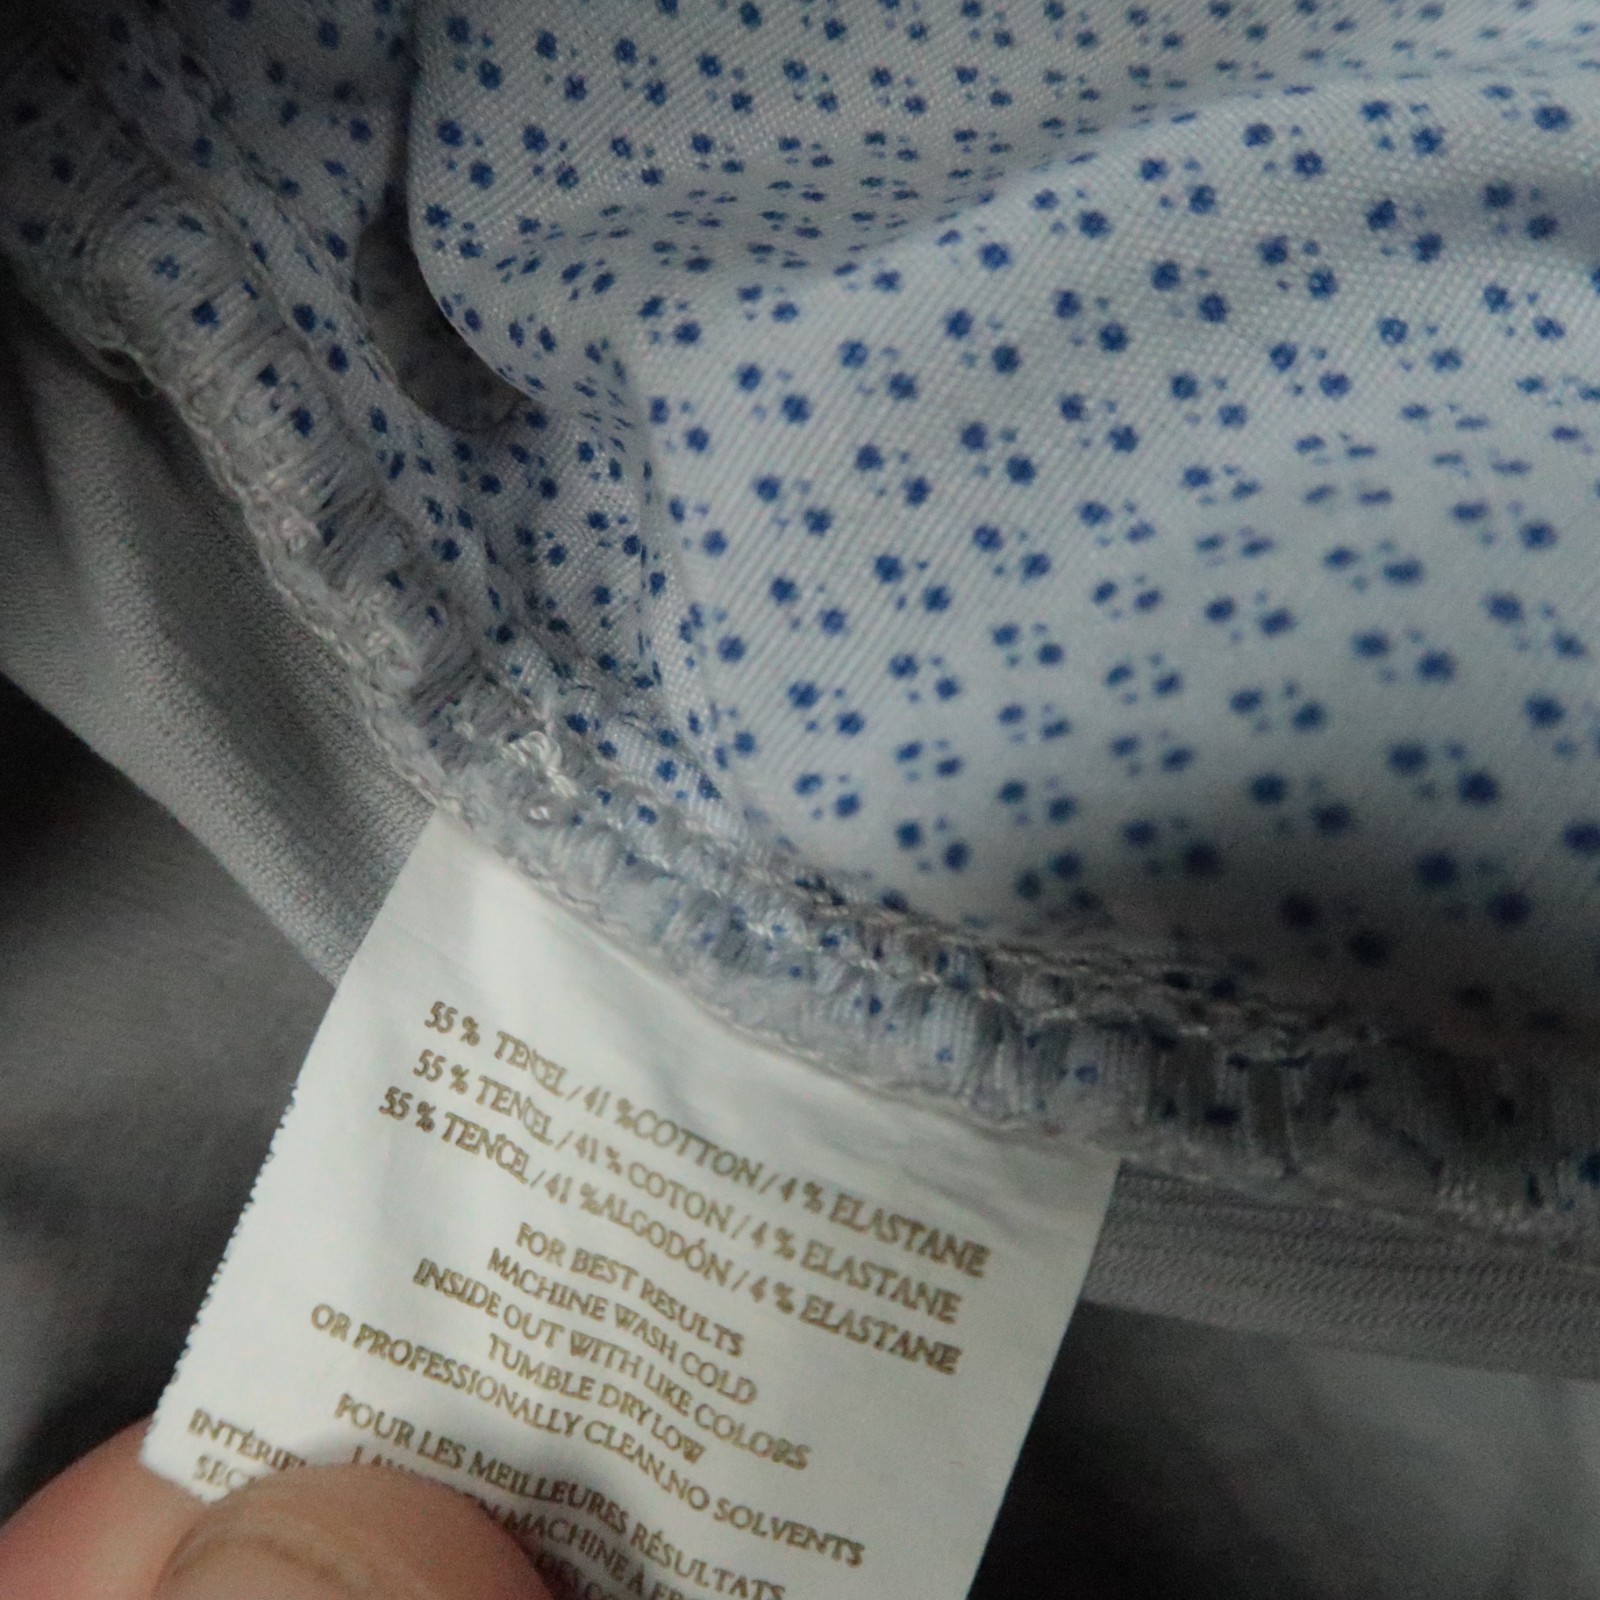 55 % TENCEL / 41 %COTTON / 4 % ELASTANE
55 % TENCEL / 41 % COTON / 4 % ELASTANE
55 % TENCEL / 41 %ALGODÓN / 4 % ELASTANE
FOR BEST RESULTS
MACHINE WASH COLD
INSIDE OUT WITH LIKE COLORS
TUMBLE DRY LOW
OR PROFESSIONALLY CLEAN,NO SOLVENTS
POUR LES MEILLEURES RÉSULTATS
MACHINE À